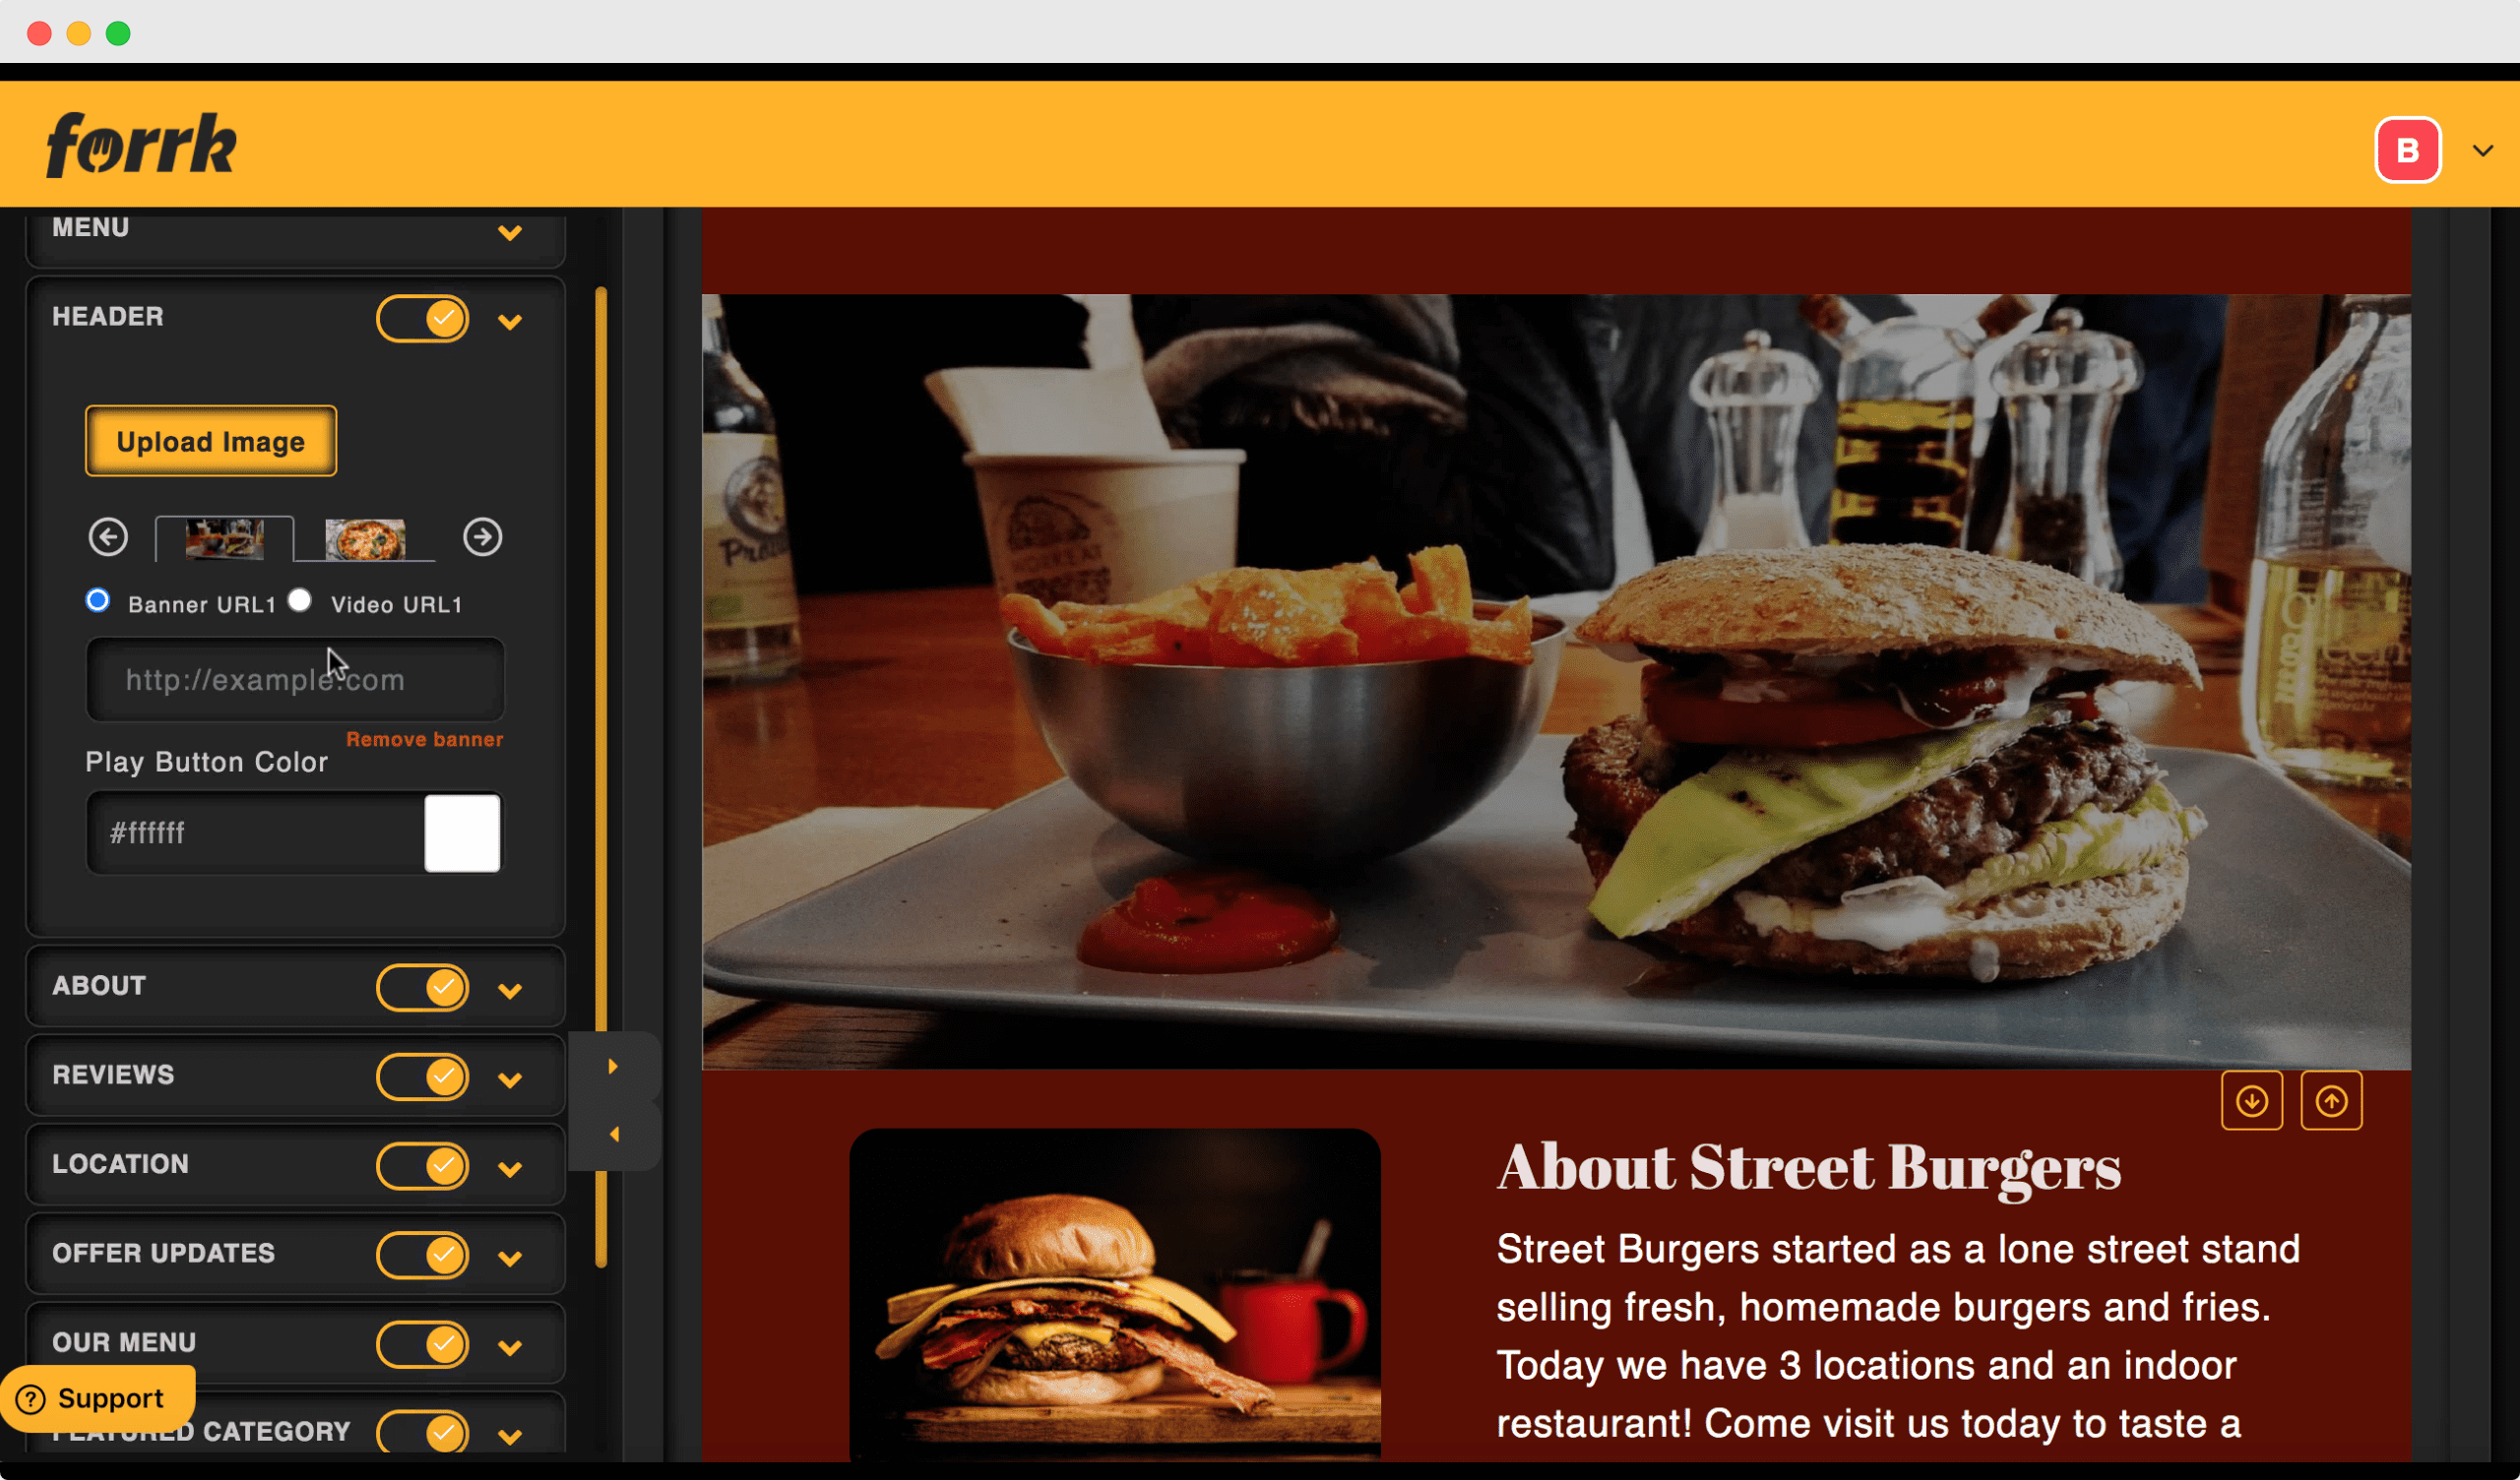 forrk
B
MENU
HEADER
Upload Image
Banner URL1
Video URL1
http://example.com
Remove banner
Play Button Color
#ffffff
ABOUT
REVIEWS
LOCATION
OFFER UPDATES
OUR MENU
Support
FEATURED CATEGORY
About Street Burgers
Street Burgers started as a lone street stand
selling fresh, homemade burgers and fries.
Today we have 3 locations and an indoor
restaurant! Come visit us today to taste a